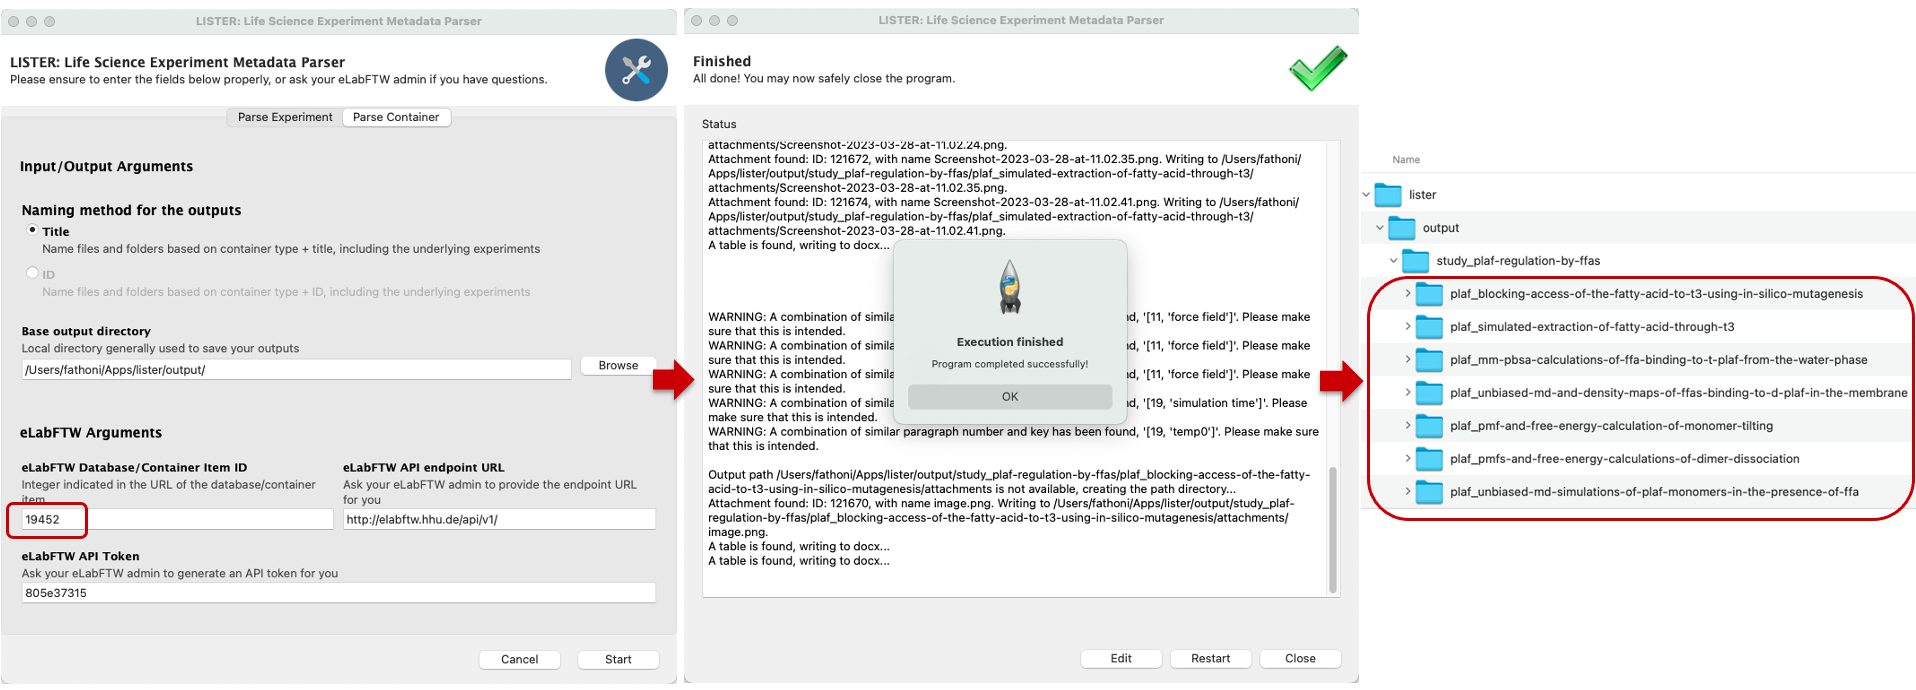 LISTER: Life Science Experiment Metadata Parser
LISTER: Life Science Experiment Metadata Parser
Please ensure to enter the fields below properly, or ask your eLabFTW admin if you have questions.
Parse Experiment
Parse Container
Input/Output Arguments
Naming method for the outputs
Title
Name files and folders based on container type + title, including the underlying experiments
ID
Name files and folders based on container type + ID, including the underlying experiments
Base output directory
Local directory generally used to save your outputs
/Users/fathoni/Apps/lister/output/
Browse
eLabFTW Arguments
eLabFTW Database/Container Item ID
Integer indicated in the URL of the database/container
item
19452
eLabFTW API endpoint URL
Ask your eLabFTW admin to provide the endpoint URL
for you
http://elabftw.hhu.de/api/v1/
eLabFTW API Token
Ask your eLabFTW admin to generate an API token for you
805e37315
Cancel
Start
LISTER: Life Science Experiment Metadata Parser
Finished
All done! You may now safely close the program.
Status
attachments/Screenshot-2023-03-28-at-11.02.24.png.
Attachment found: ID: 121672, with name Screenshot-2023-03-28-at-11.02.35.png. Writing to /Users/fathoni/
Apps/lister/output/study_plaf-regulation-by-ffas/plaf_simulated-extraction-of-fatty-acid-through-t3/
attachments/Screenshot-2023-03-28-at-11.02.35.png.
Attachment found: ID: 121674, with name Screenshot-2023-03-28-at-11.02.41.png. Writing to /Users/fathoni/
Apps/lister/output/study_plaf-regulation-by-ffas/plaf_simulated-extraction-of-fatty-acid-through-t3/
attachments/Screenshot-2023-03-28-at-11.02.41.png.
A table is found, writing to docx...
WARNING: A combination of simila nd, '[11, 'force field']'. Please make
sure that this is intended.
WARNING: A combination of simila nd, '[11, 'force field']'. Please make
sure that this is intended.
WARNING: A combination of simila nd, '[11, 'force field']'. Please make
sure that this is intended.
WARNING: A combination of simila nd, '[19, 'simulation time']'. Please
make sure that this is intended.
WARNING: A combination of similar paragraph number and key has been found, '[19, 'temp0']'. Please make sure
that this is intended.
Output path /Users/fathoni/Apps/lister/output/study_plaf-regulation-by-ffas/plaf_blocking-access-of-the-fatty-
acid-to-t3-using-in-silico-mutagenesis/attachments is not available, creating the path directory...
Attachment found: ID: 121670, with name image.png. Writing to /Users/fathoni/Apps/lister/output/study_plaf-
regulation-by-ffas/plaf_blocking-access-of-the-fatty-acid-to-t3-using-in-silico-mutagenesis/attachments/
image.png.
A table is found, writing to docx...
A table is found, writing to docx...
Execution finished
Program completed successfully!
OK
Edit
Restart
Close
Name
lister
output
study_plaf-regulation-by-ffas
plaf_blocking-access-of-the-fatty-acid-to-t3-using-in-silico-mutagenesis
plaf_simulated-extraction-of-fatty-acid-through-t3
plaf_mm-pbsa-calculations-of-ffa-binding-to-t-plaf-from-the-water-phase
plaf_unbiased-md-and-density-maps-of-ffas-binding-to-d-plaf-in-the-membrane
plaf_pmf-and-free-energy-calculation-of-monomer-tilting
plaf_pmfs-and-free-energy-calculations-of-dimer-dissociation
plaf_unbiased-md-simulations-of-plaf-monomers-in-the-presence-of-ffa